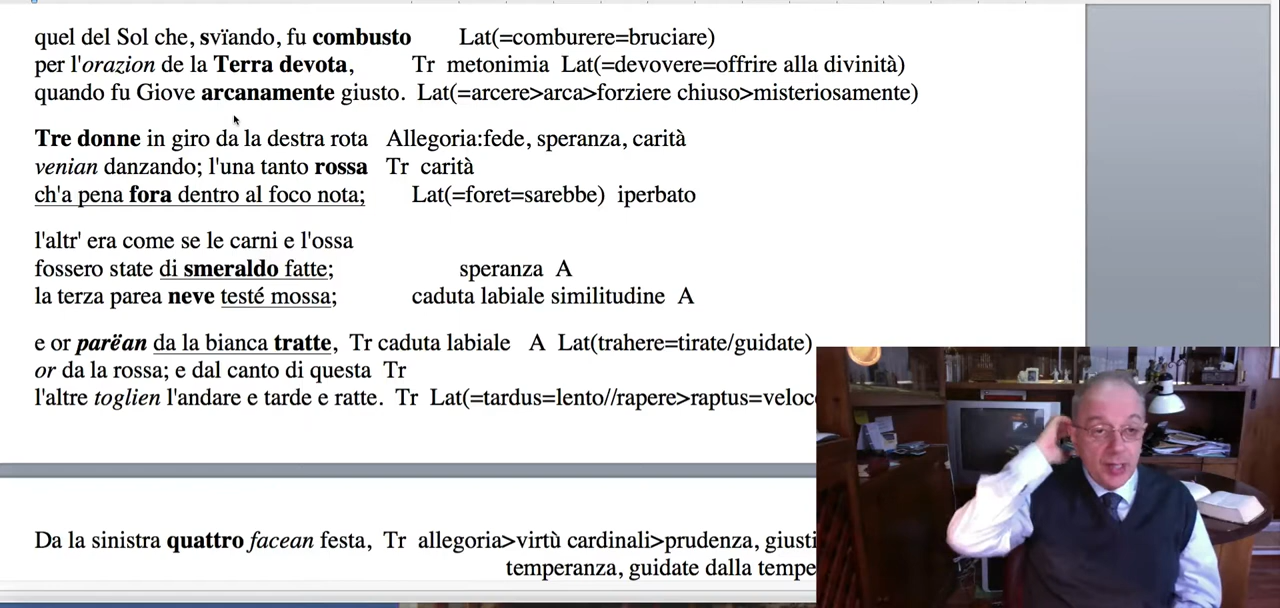 quel del Sol che, svïando, fu combusto Lat(=comburere=bruciare)
per l'orazion de la Terra devota, Tr metonimia Lat(=devovere=offrire alla divinità)
quando fu Giove arcanamente giusto. Lat(=arcere>arca>forziere chiuso>misteriosamente)
Tre donne in giro da la destra rota Allegoria:fede, speranza, carità
venian danzando; l'una tanto rossa Tr carità
ch'a pena fora dentro al foco nota; Lat(=foret=sarebbe) iperbato
l'altr' era come se le carni e l'ossa
fossero state di smeraldo fatte; speranza A
la terza parea neve testé mossa; caduta labiale similitudine A
e or parëan da la bianca tratte, Tr caduta labiale A Lat(trahere=tirate/guidate)
or da la rossa; e dal canto di questa Tr
l'altre toglien l'andare e tarde e ratte. Tr Lat(=tardus=lento//rapere>raptus=veloc
Da la sinistra quattro facean festa, Tr allegoria>virtù cardinali>prudenza, giusti
temperanza, guidate dalla tempe